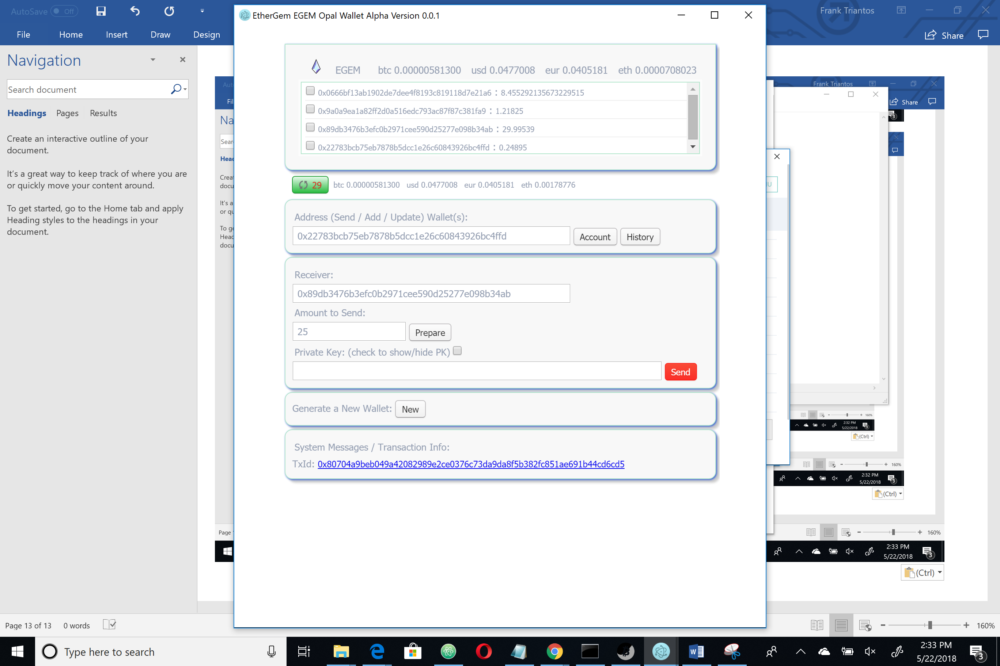 AutoSave Off
EtherGem EGEM Opal Wallet Alpha Version 0.0.1
Frank Triantos
File Home Insert Draw Design
Share
Navigation
Search document
Headings Pages Results
Create an interactive outline of your
document.
It's a great way to keep track of where you are
or quickly move your content around.
To get started, go to the Home tab and apply
Heading styles to the headings in your
document.
EGEM btc 0.00000581300 usd 0.0477008 eur 0.0405181 eth 0.0000708023
0x0666bf13ab1902de7dee4f8193c819118d7e21a6 : 8.455292135673229515
0x9a0a9ea1a82ff2d0a516edc793ac87f87c381fa9 : 1.21825
0x89db3476b3efc0b2971cee590d25277e098b34ab : 29.99539
0x22783bcb75eb7878b5dcc1e26c60843926bc4ffd : 0.24895
29 btc 0.00000581300 usd 0.0477008 eur 0.0405181 eth 0.00178776
Address (Send / Add / Update) Wallet(s):
0x22783bcb75eb7878b5dcc1e26c60843926bc4ffd Account History
Receiver:
0x89db3476b3efc0b2971cee590d25277e098b34ab
Amount to Send:
25 Prepare
Private Key: (check to show/hide PK)
Send
Generate a New Wallet: New
System Messages / Transaction Info:
TxId: 0x80704a9beb049a42082989e2ce0376c73da9da8f5b382fc851ae691b44cd6cd5
Frank Triantos
Share
3
160%
2:32 PM
5/22/2018
(Ctrl)
160%
2:32 PM
5/22/2018
3
(Ctrl)
Page
160%
2:33 PM
5/22/2018
3
(Ctrl)
Page 13 of 13 0 words
160%
Type here to search
2:33 PM
5/22/2018
3